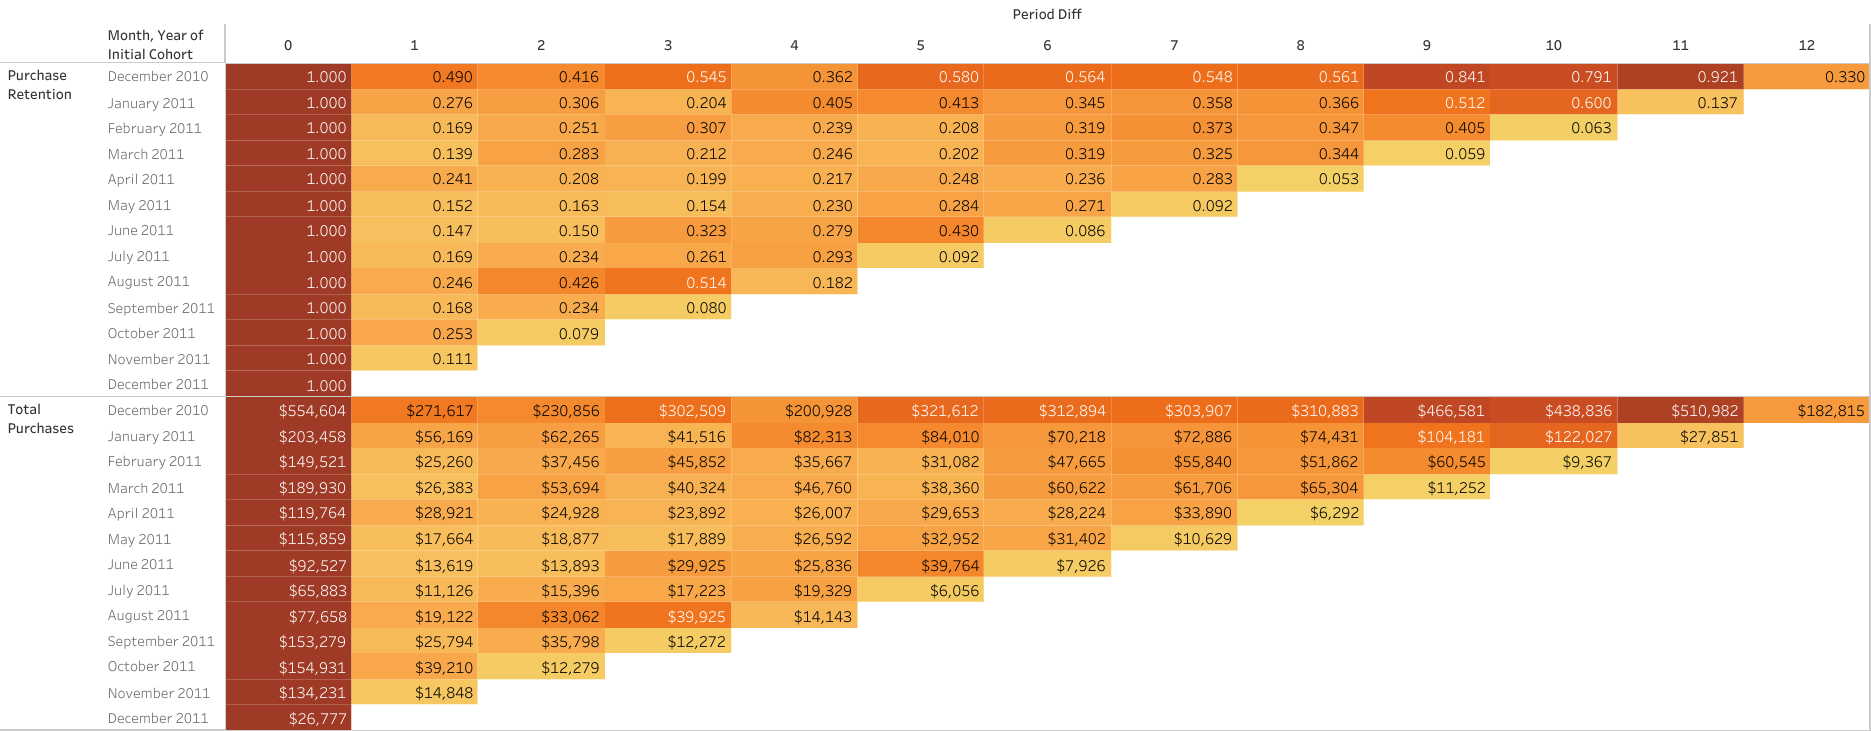 Period Diff
Month, Year of
Initial Cohort 0 1 2 3 4 5 6 7 8 9 10 11 12
Purchase
Retention
December 2010 1.000 0.490 0.416 0.545 0.362 0.580 0.564 0.548 0.561 0.841 0.791 0.921 0.330
January 2011 1.000 0.276 0.306 0.204 0.405 0.413 0.345 0.358 0.366 0.512 0.600 0.137
February 2011 1.000 0.169 0.251 0.307 0.239 0.208 0.319 0.373 0.347 0.405 0.063
March 2011 1.000 0.139 0.283 0.212 0.246 0.202 0.319 0.325 0.344 0.059
April 2011 1.000 0.241 0.208 0.199 0.217 0.248 0.236 0.283 0.053
May 2011 1.000 0.152 0.163 0.154 0.230 0.284 0.271 0.092
June 2011 1.000 0.147 0.150 0.323 0.279 0.430 0.086
July 2011 1.000 0.169 0.234 0.261 0.293 0.092
August 2011 1.000 0.246 0.426 0.514 0.182
September 2011 1.000 0.168 0.234 0.080
October 2011 1.000 0.253 0.079
November 2011 1.000 0.111
December 2011 1.000
Total
Purchases
December 2010 $554,604 $271,617 $230,856 $302,509 $200,928 $321,612 $312,894 $303,907 $310,883 $466,581 $438,836 $510,982 $182,815
January 2011 $203,458 $56,169 $62,265 $41,516 $82,313 $84,010 $70,218 $72,886 $74,431 $104,181 $122,027 $27,851
February 2011 $149,521 $25,260 $37,456 $45,852 $35,667 $31,082 $47,665 $55,840 $51,862 $60,545 $9,367
March 2011 $189,930 $26,383 $53,694 $40,324 $46,760 $38,360 $60,622 $61,706 $65,304 $11,252
April 2011 $119,764 $28,921 $24,928 $23,892 $26,007 $29,653 $28,224 $33,890 $6,292
May 2011 $115,859 $17,664 $18,877 $17,889 $26,592 $32,952 $31,402 $10,629
June 2011 $92,527 $13,619 $13,893 $29,925 $25,836 $39,764 $7,926
July 2011 $65,883 $11,126 $15,396 $17,223 $19,329 $6,056
August 2011 $77,658 $19,122 $33,062 $39,925 $14,143
September 2011 $153,279 $25,794 $35,798 $12,272
October 2011 $154,931 $39,210 $12,279
November 2011 $134,231 $14,848
December 2011 $26,777